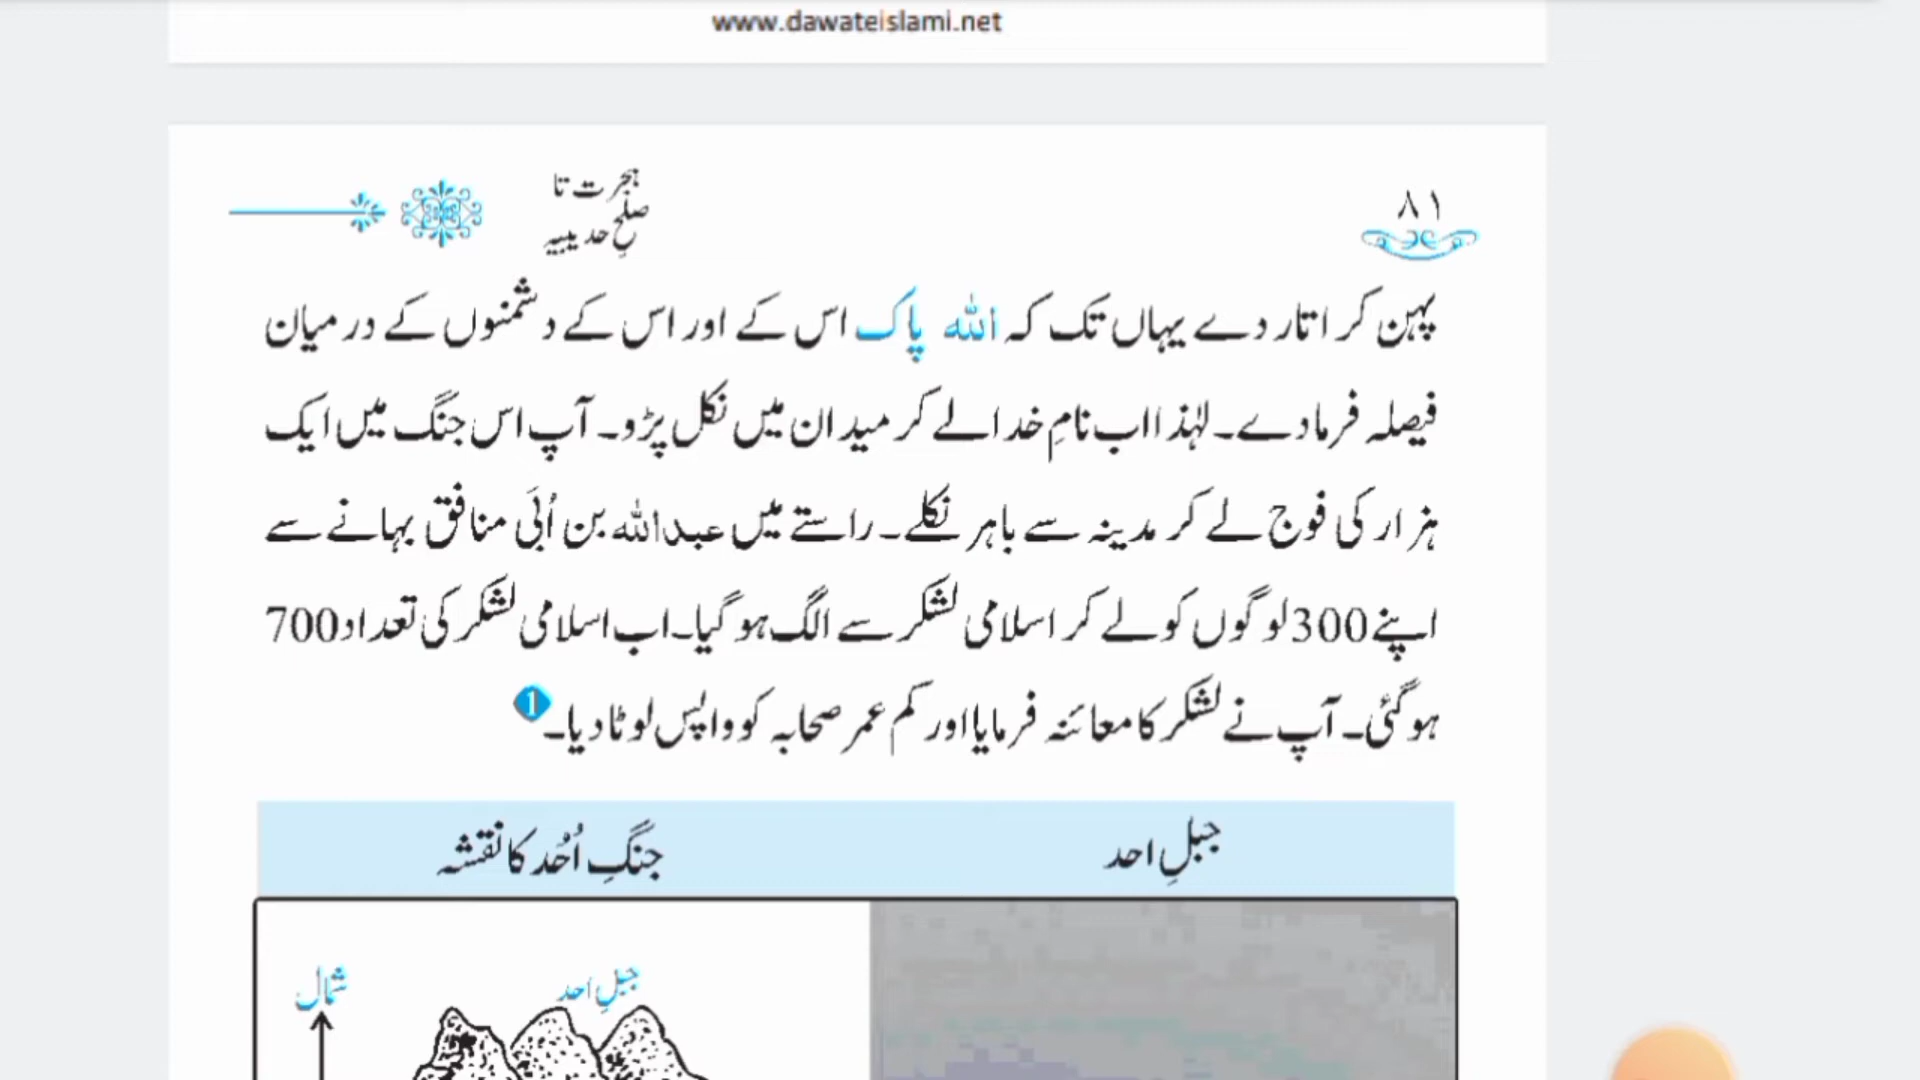 www.dawateislami.net
۸۱
ہجرت تا
صلحِ حدیبیہ
پہن کر اتار دے یہاں تک کہ اللہ پاک اس کے اور اس کے دشمنوں کے درمیان
فیصلہ فرمادے۔ لہٰذا اب نامِ خدا لے کر میدان میں نکل پڑو۔ آپ اس جنگ میں ایک
ہزار کی فوج لے کر مدینہ سے باہر نکلے۔ راستے میں عبداللہ بن اُبَی منافق بہانے سے
اپنے 300 لوگوں کو لے کر اسلامی لشکر سے الگ ہو گیا۔ اب اسلامی لشکر کی تعداد 700
ہوگئی۔ آپ نے لشکر کا معائنہ فرمایا اور کم عمر صحابہ کو واپس لوٹا دیا۔ 1
جبلِ احد
جنگِ اُحُد کا نقشہ
شمال
جبلِ احد